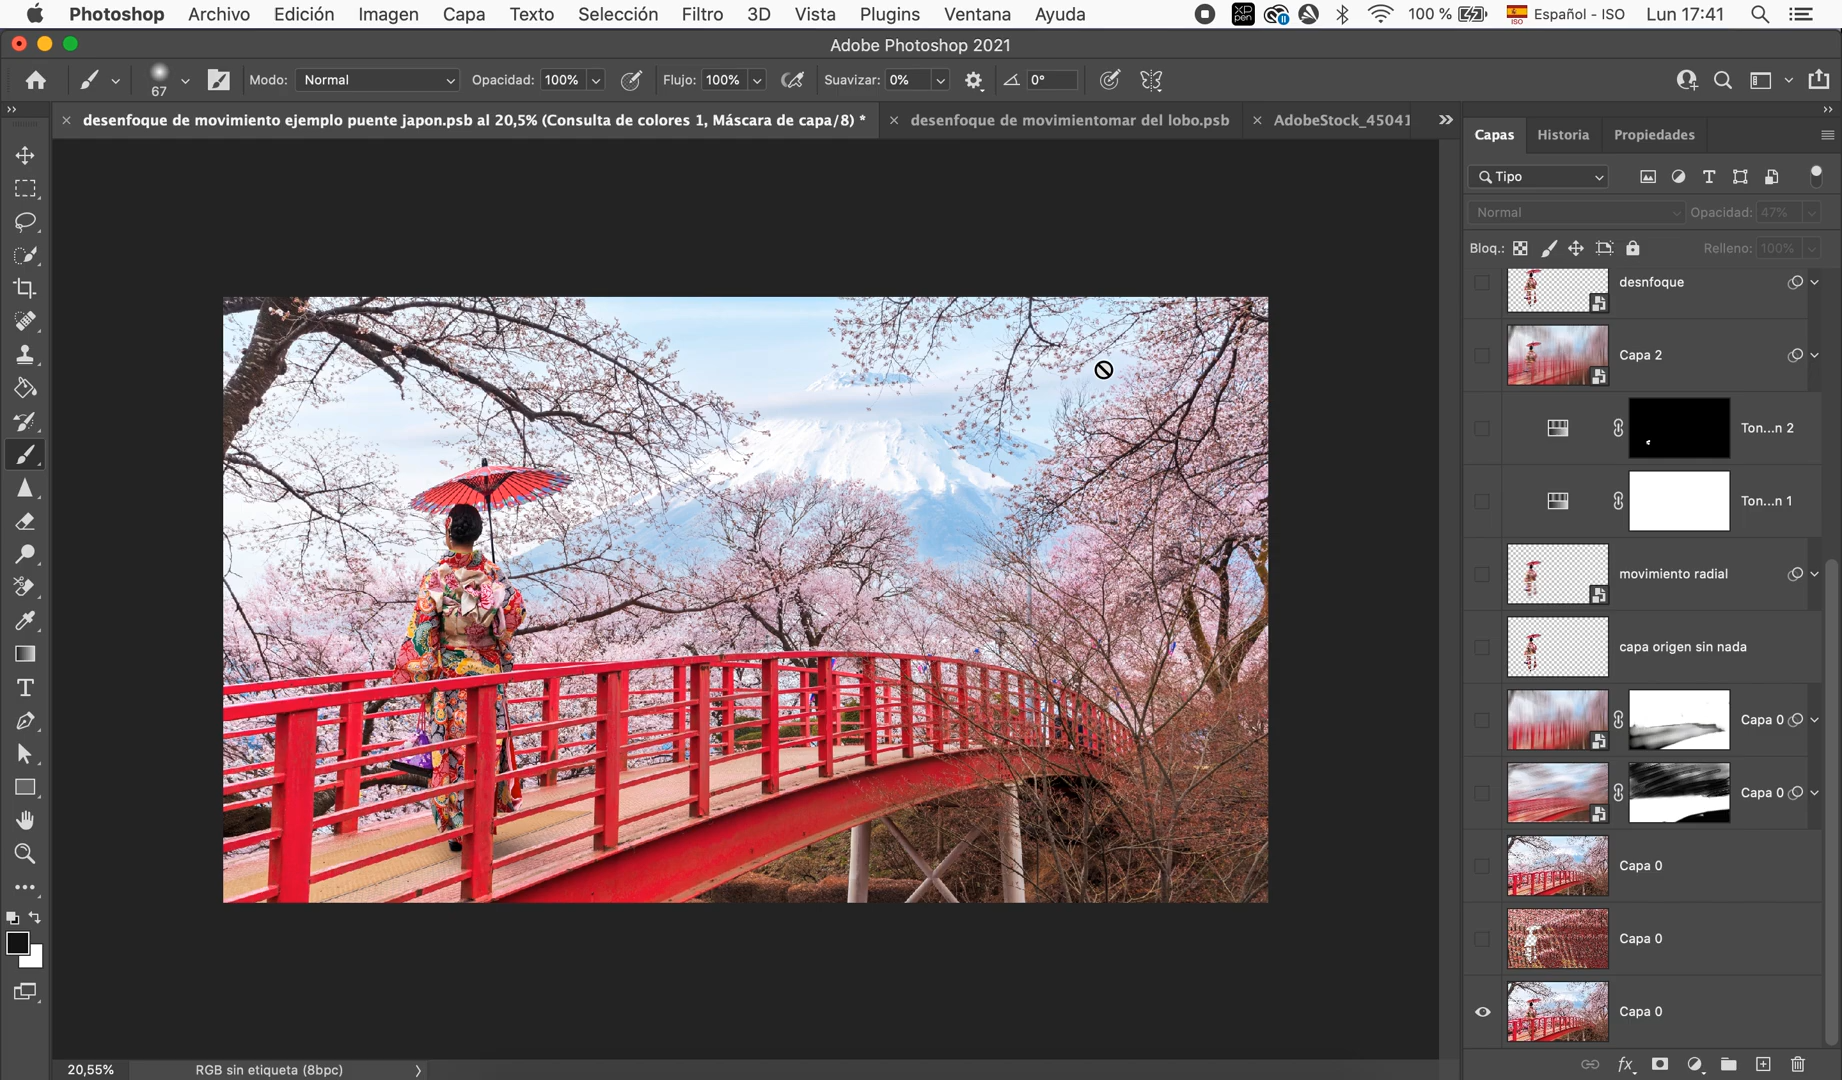 Photoshop Archivo Edición Imagen Capa Texto Selección Filtro 3D Vista Plugins Ventana Ayuda XP pen 100 % ISO Español - ISO Lun 17:41
Adobe Photoshop 2021
67 Modo: Normal Opacidad: 100% Flujo: 100% Suavizar: 0% 0°
desenfoque de movimiento ejemplo puente japon.psb al 20,5% (Consulta de colores 1, Máscara de capa/8) *
desenfoque de movimientomar del lobo.psb
AdobeStock_45041
Capas Historia Propiedades
Tipo
Normal Opacidad: 47%
Bloq.: Relleno: 100%
desnfoque
Capa 2
Ton...n 2
Ton...n 1
movimiento radial
capa origen sin nada
Capa 0
Capa 0
Capa 0
Capa 0
Capa 0
fx
20,55% RGB sin etiqueta (8bpc)